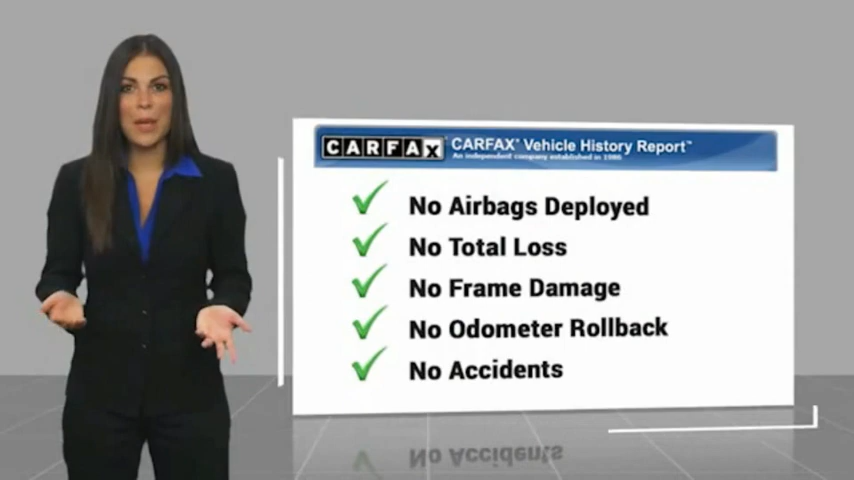 CARFAX CARFAX® Vehicle History Report™
An independent company established in 1986
No Airbags Deployed
No Total Loss
No Frame Damage
No Odometer Rollback
No Accidents
No Accidents